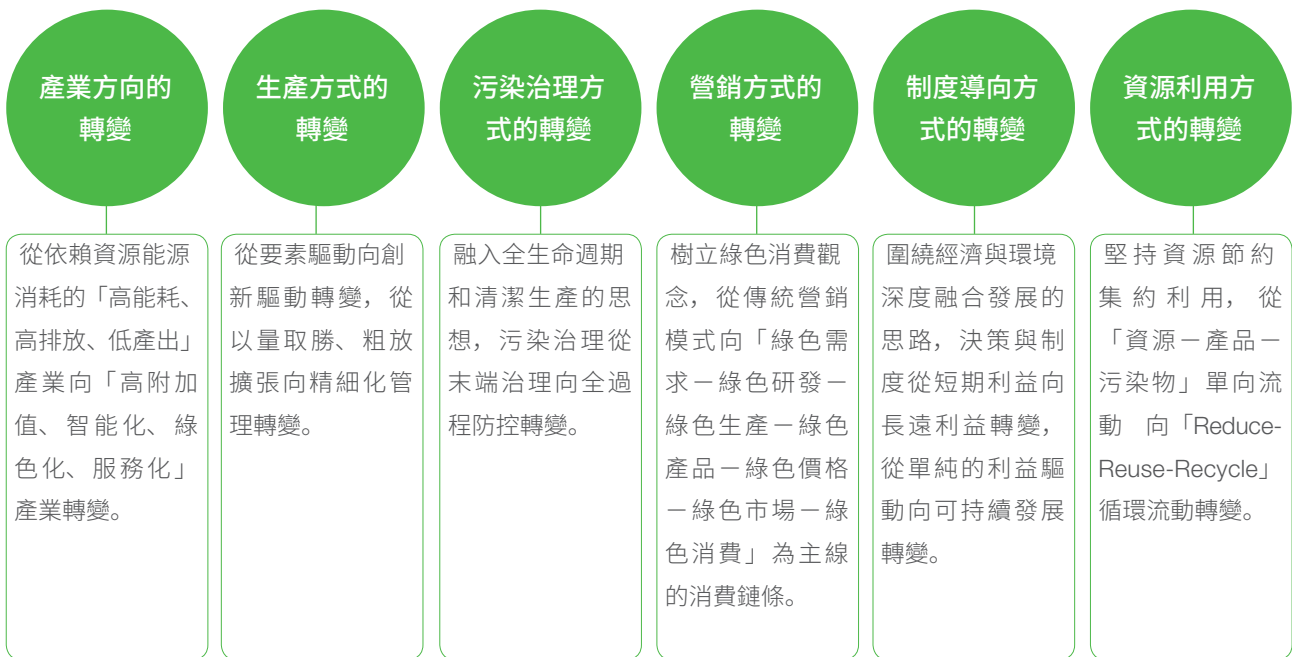 產業方向的
轉變
從依賴資源能源
消耗的「高能耗、
高排放、低產出」
產業向「高附加
值、智能化、綠
色化、服務化」
產業轉變。
生產方式的
轉變
從要素驅動向創
新驅動轉變，從
以量取勝、粗放
擴張向精細化管
理轉變。
污染治理方
式的轉變
融入全生命週期
和清潔生產的思
想，污染治理從
末端治理向全過
程防控轉變。
營銷方式的
轉變
樹立綠色消費觀
念，從傳統營銷
模式向「綠色需
求－綠色研發－
綠色生產－綠色
產品－綠色價格
－綠色市場－綠
色消費」為主線
的消費鏈條。
制度導向方
式的轉變
圍繞經濟與環境
深度融合發展的
思路，決策與制
度從短期利益向
長遠利益轉變，
從單純的利益驅
動向可持續發展
轉變。
資源利用方
式的轉變
堅持資源節約
集約利用，從
「資源－產品－
污染物」單向流
動 向「Reduce-
Reuse-Recycle」
循環流動轉變。